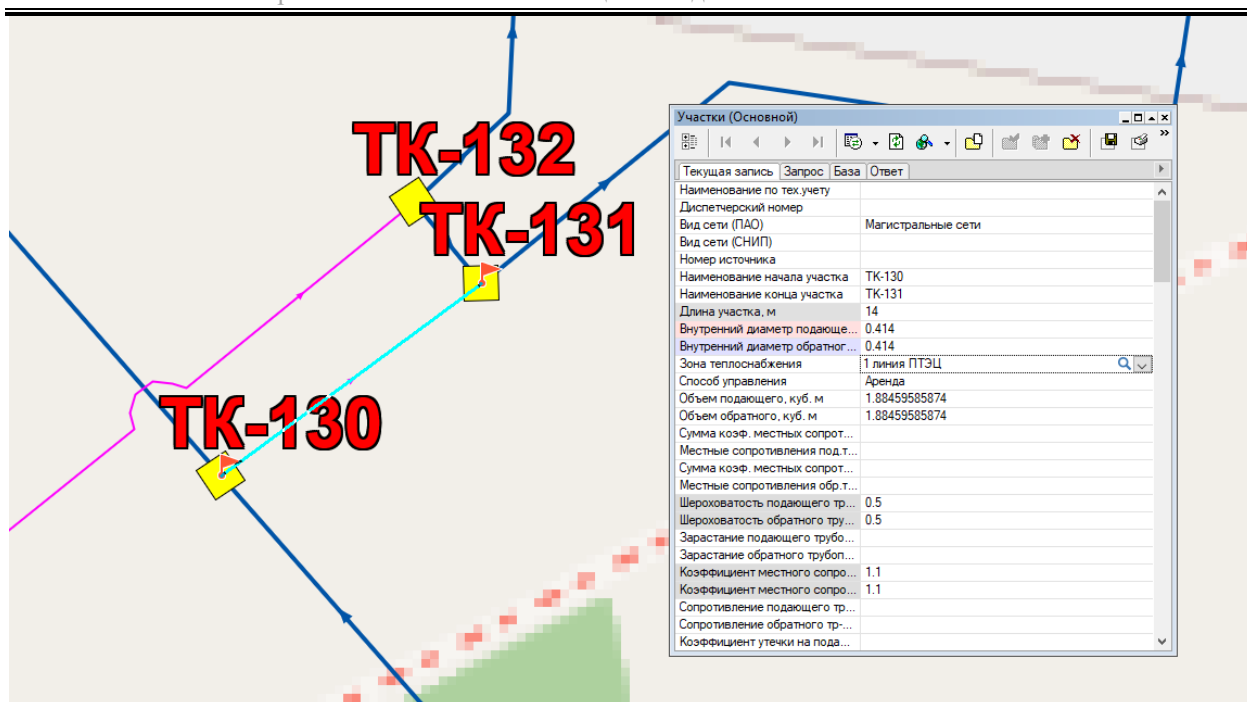 ТК-132
ТК-131
ТК-130
Участки (Основной)
Текущая запись Запрос База Ответ
Наименование по тех.учету
Диспетчерский номер
Вид сети (ПАО) Магистральные сети
Вид сети (СНИП)
Номер источника
Наименование начала участка ТК-130
Наименование конца участка ТК-131
Длина участка, м 14
Внутренний диаметр подающе... 0.414
Внутренний диаметр обратног... 0.414
Зона теплоснабжения 1 линия ПТЭЦ
Способ управления Аренда
Объем подающего, куб. м 1.88459585874
Объем обратного, куб. м 1.88459585874
Сумма коэф. местных сопрот...
Местные сопротивления под.т...
Сумма коэф. местных сопрот...
Местные сопротивления обр.т...
Шероховатость подающего тр... 0.5
Шероховатость обратного тру... 0.5
Зарастание подающего трубо...
Зарастание обратного трубоп...
Коэффициент местного сопро... 1.1
Коэффициент местного сопро... 1.1
Сопротивление подающего тр...
Сопротивление обратного тр-...
Коэффициент утечки на пода...